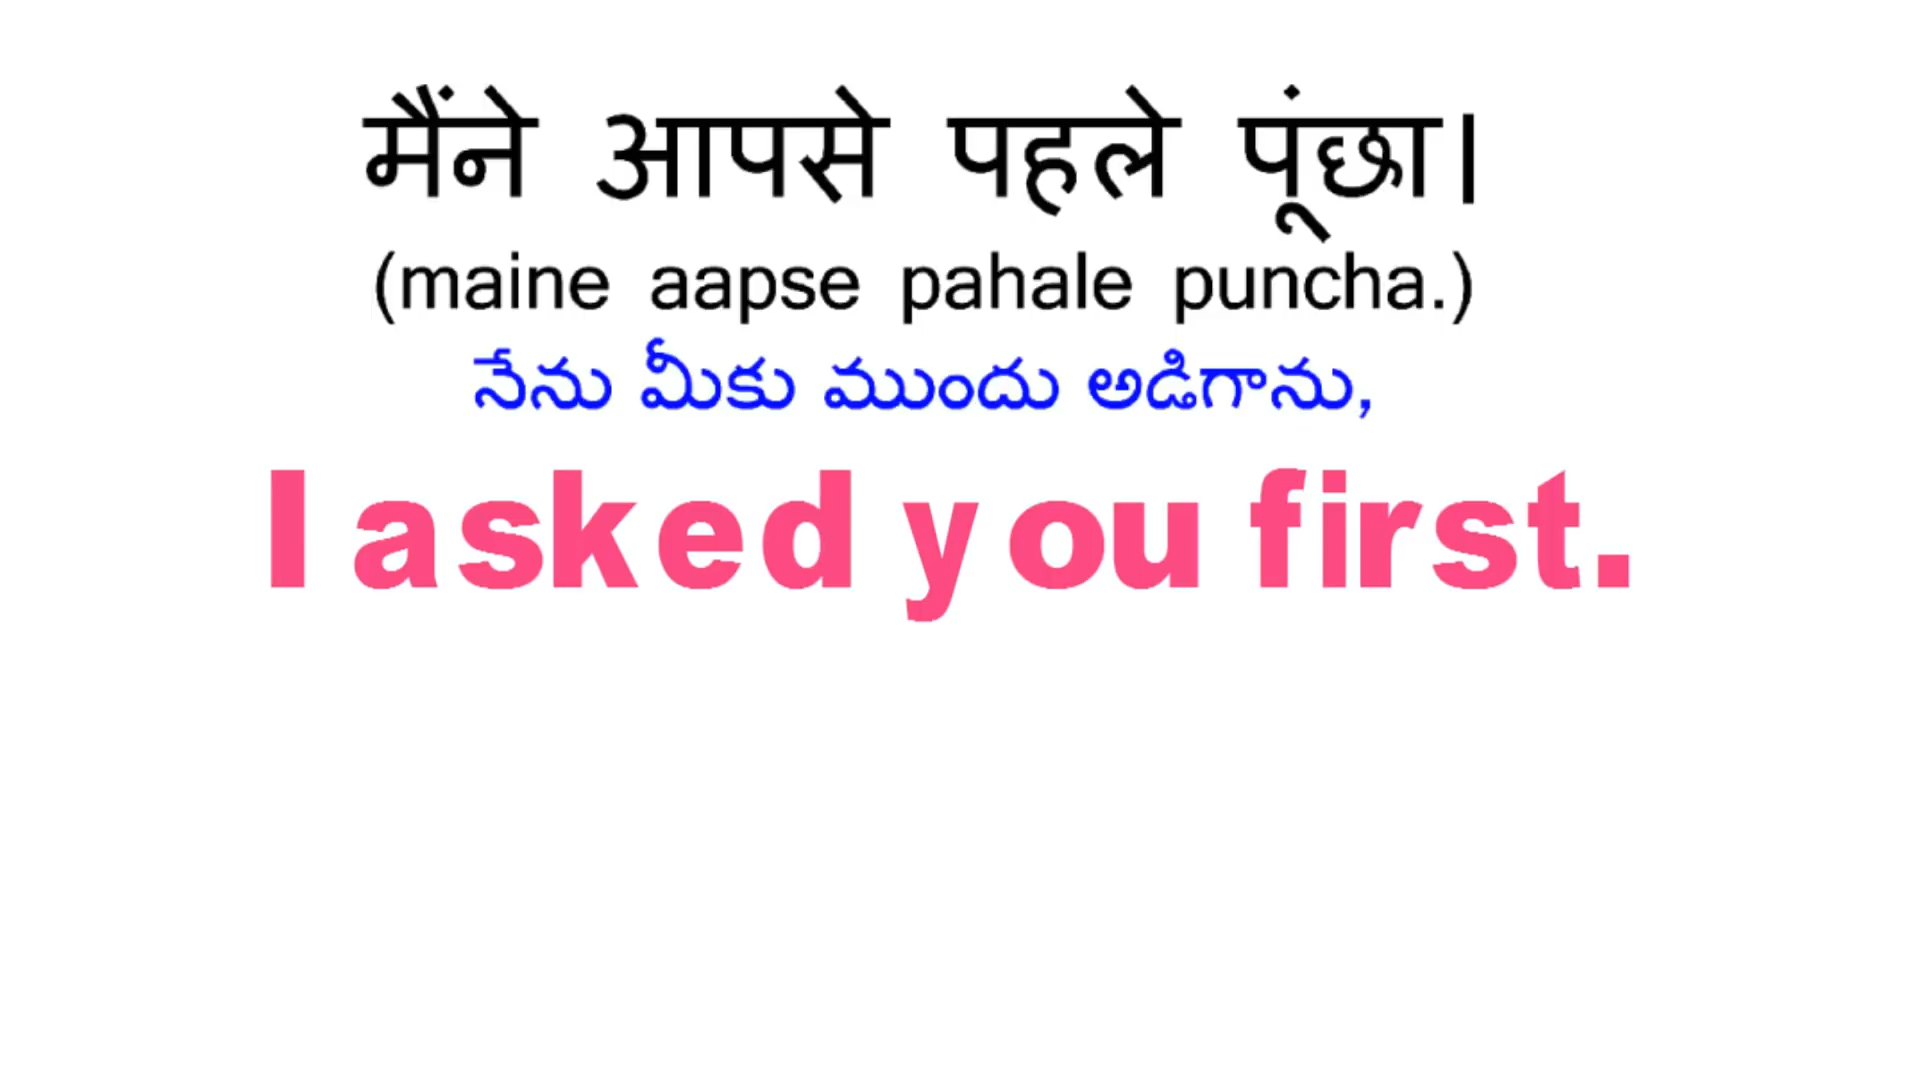 मैंने आपसे पहले पूंछा।
(maine aapse pahale puncha.)
నేను మీకు ముందు అడిగాను,
I asked you first.